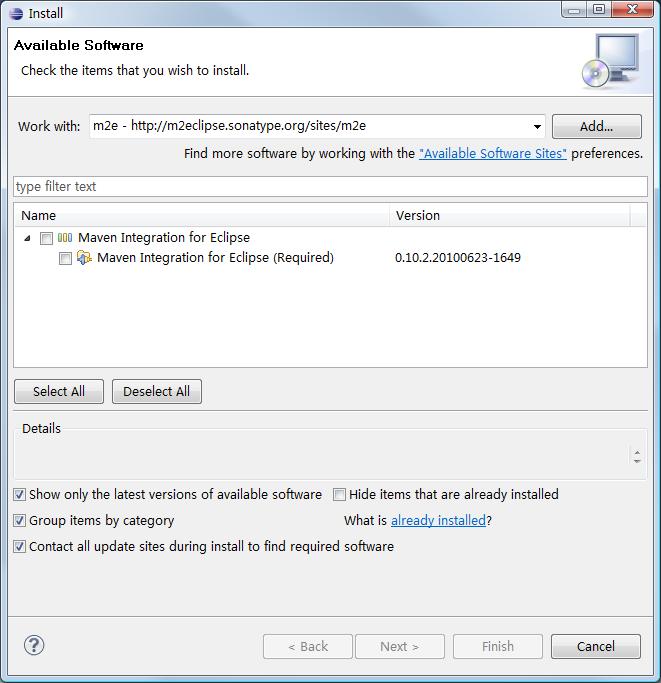 Install
Available Software
Check the items that you wish to install.
Work with: m2e - http://m2eclipse.sonatype.org/sites/m2e Add...
Find more software by working with the "Available Software Sites" preferences.
type filter text
Name Version
Maven Integration for Eclipse
Maven Integration for Eclipse (Required) 0.10.2.20100623-1649
Select All Deselect All
Details
Show only the latest versions of available software Hide items that are already installed
Group items by category What is already installed?
Contact all update sites during install to find required software
? < Back Next > Finish Cancel